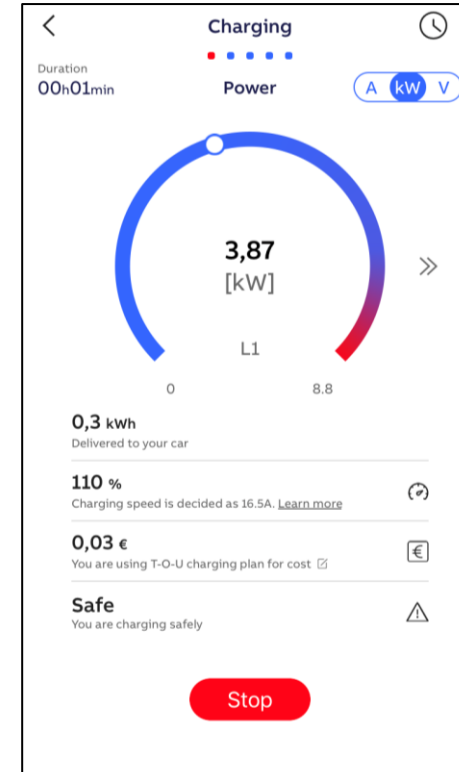 Charging
Duration
00h01min
Power
A kW V
3,87
[kW]
L1
0
8.8
0,3 kWh
Delivered to your car
110 %
Charging speed is decided as 16.5A. Learn more
0,03 €
You are using T-O-U charging plan for cost
€
Safe
You are charging safely
Stop